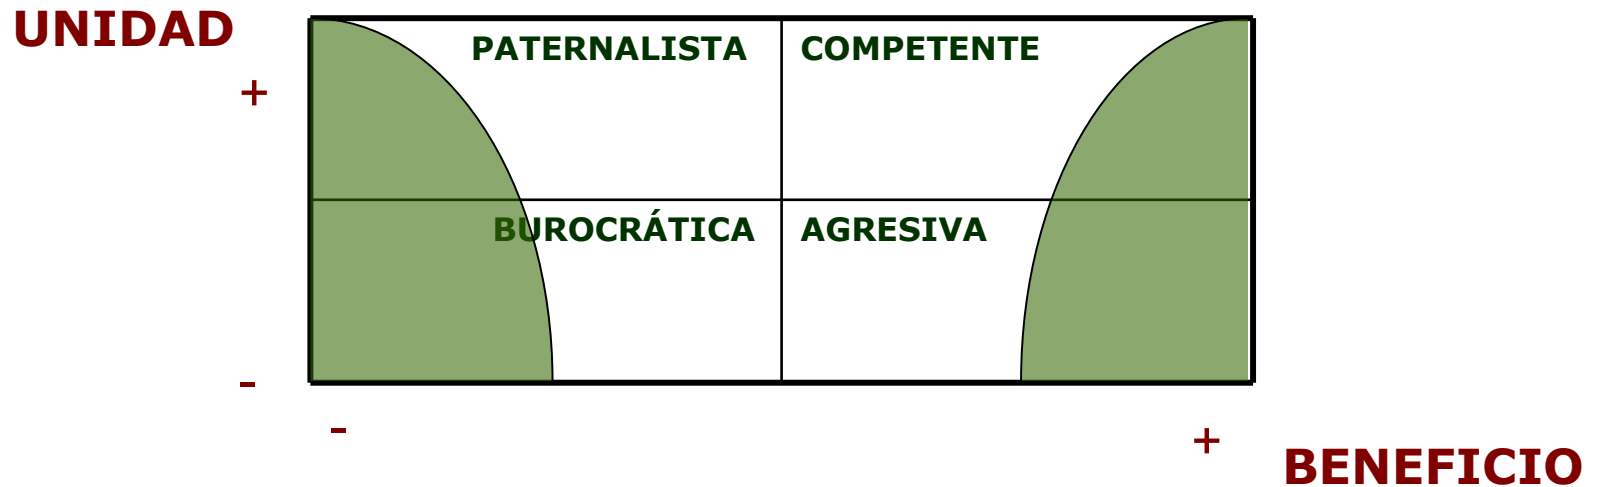 UNIDAD
PATERNALISTA COMPETENTE
+
BUROCRÁTICA AGRESIVA
-
-
+
BENEFICIO